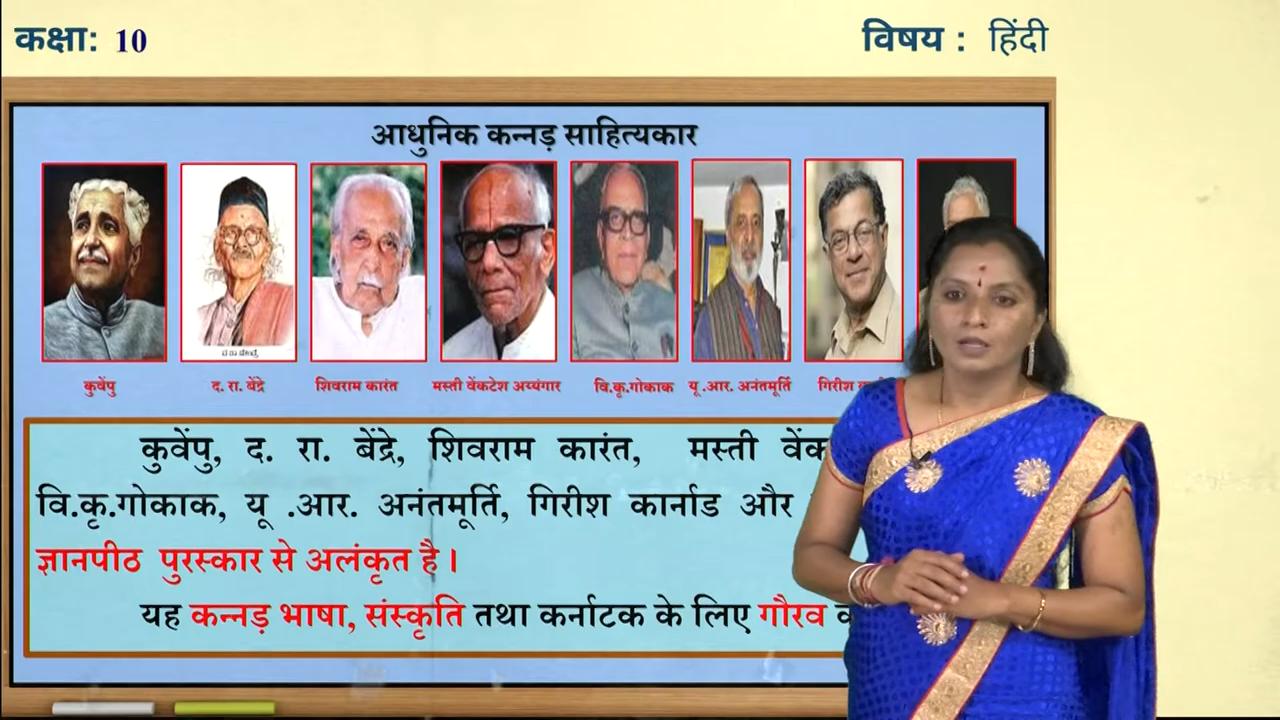 कक्षा: 10
विषय : हिंदी
आधुनिक कन्नड़ साहित्यकार
कुवेंपु द. रा. बेंद्रे शिवराम कारंत मस्ती वेंकटेश अय्यंगार वि.कृ.गोकाक यू .आर. अनंतमूर्ति गिरीश
कुवेंपु, द. रा. बेंद्रे, शिवराम कारंत, मस्ती
वि.कृ.गोकाक, यू .आर. अनंतमूर्ति, गिरीश कार्नाड और
ज्ञानपीठ पुरस्कार से अलंकृत है।
यह कन्नड़ भाषा, संस्कृति तथा कर्नाटक के लिए गौरव